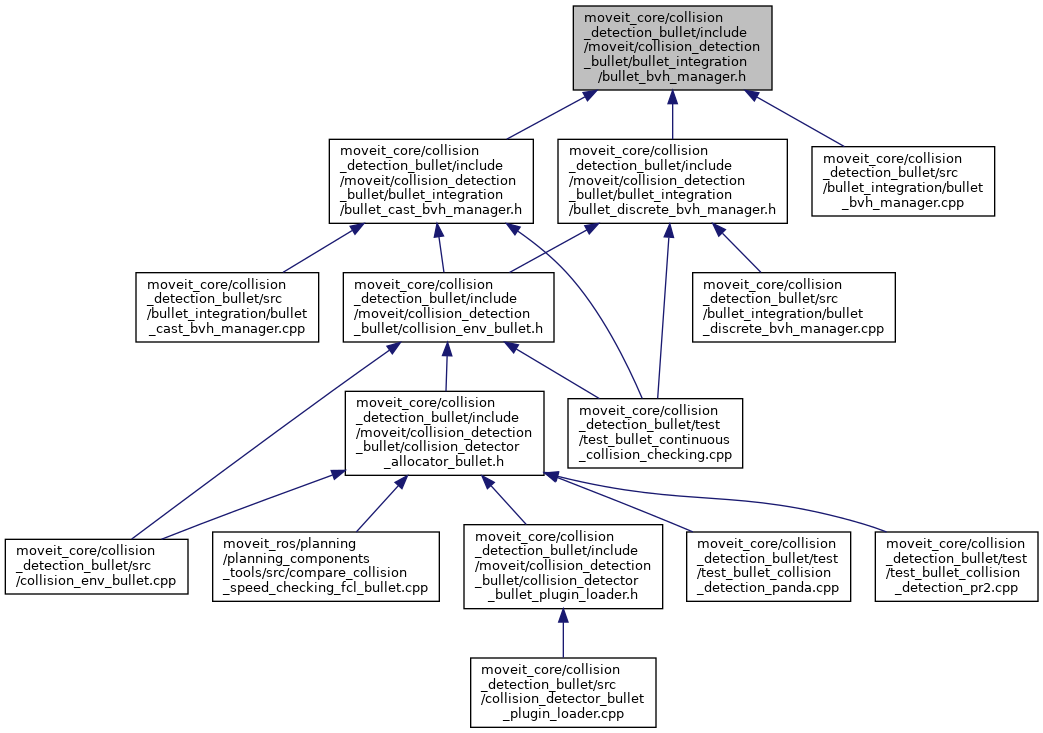 moveit_core/collision
_detection_bullet/include
/moveit/collision_detection
_bullet/bullet_integration
/bullet_bvh_manager.h
moveit_core/collision
_detection_bullet/include
/moveit/collision_detection
_bullet/bullet_integration
/bullet_cast_bvh_manager.h
moveit_core/collision
_detection_bullet/include
/moveit/collision_detection
_bullet/bullet_integration
/bullet_discrete_bvh_manager.h
moveit_core/collision
_detection_bullet/src
/bullet_integration/bullet
_bvh_manager.cpp
moveit_core/collision
_detection_bullet/src
/bullet_integration/bullet
_cast_bvh_manager.cpp
moveit_core/collision
_detection_bullet/include
/moveit/collision_detection
_bullet/collision_env_bullet.h
moveit_core/collision
_detection_bullet/src
/bullet_integration/bullet
_discrete_bvh_manager.cpp
moveit_core/collision
_detection_bullet/include
/moveit/collision_detection
_bullet/collision_detector
_allocator_bullet.h
moveit_core/collision
_detection_bullet/test
/test_bullet_continuous
_collision_checking.cpp
moveit_core/collision
_detection_bullet/src
/collision_env_bullet.cpp
moveit_ros/planning
/planning_components
_tools/src/compare_collision
_speed_checking_fcl_bullet.cpp
moveit_core/collision
_detection_bullet/include
/moveit/collision_detection
_bullet/collision_detector
_bullet_plugin_loader.h
moveit_core/collision
_detection_bullet/test
/test_bullet_collision
_detection_panda.cpp
moveit_core/collision
_detection_bullet/test
/test_bullet_collision
_detection_pr2.cpp
moveit_core/collision
_detection_bullet/src
/collision_detector_bullet
_plugin_loader.cpp